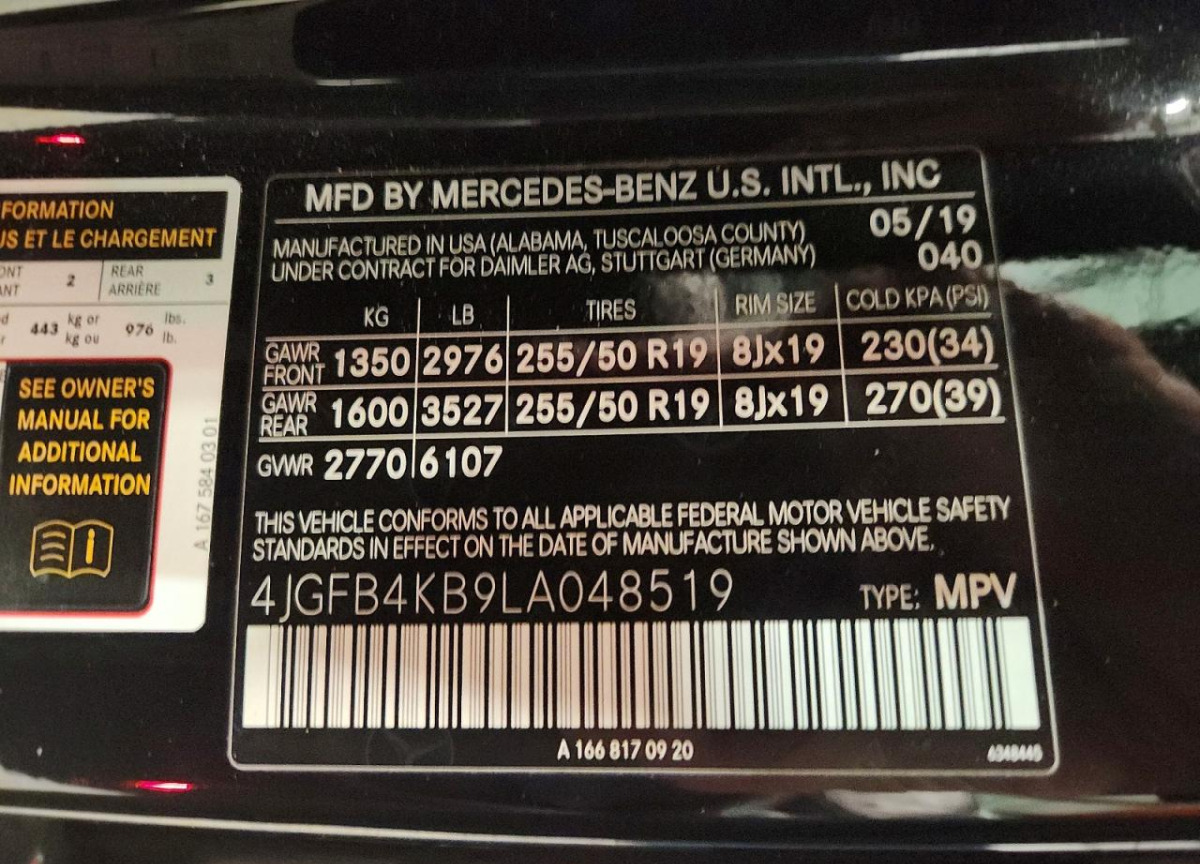 FORMATION
US ET LE CHARGEMENT
2 REAR 3
ARRIÈRE
443 kg or 976 lbs.
kg ou lb.
SEE OWNER'S
MANUAL FOR
ADDITIONAL
INFORMATION
A 167 584 03 01
MFD BY MERCEDES-BENZ U.S. INTL., INC
MANUFACTURED IN USA (ALABAMA, TUSCALOOSA COUNTY) 05/19
UNDER CONTRACT FOR DAIMLER AG, STUTTGART (GERMANY) 040
KG LB TIRES RIM SIZE COLD KPA (PSI)
GAWR FRONT 1350 2976 255/50 R19 8Jx19 230(34)
GAWR REAR 1600 3527 255/50 R19 8Jx19 270(39)
GVWR 2770 6107
THIS VEHICLE CONFORMS TO ALL APPLICABLE FEDERAL MOTOR VEHICLE SAFETY
STANDARDS IN EFFECT ON THE DATE OF MANUFACTURE SHOWN ABOVE.
4JGFB4KB9LA048519 TYPE: MPV
A 166 817 09 20